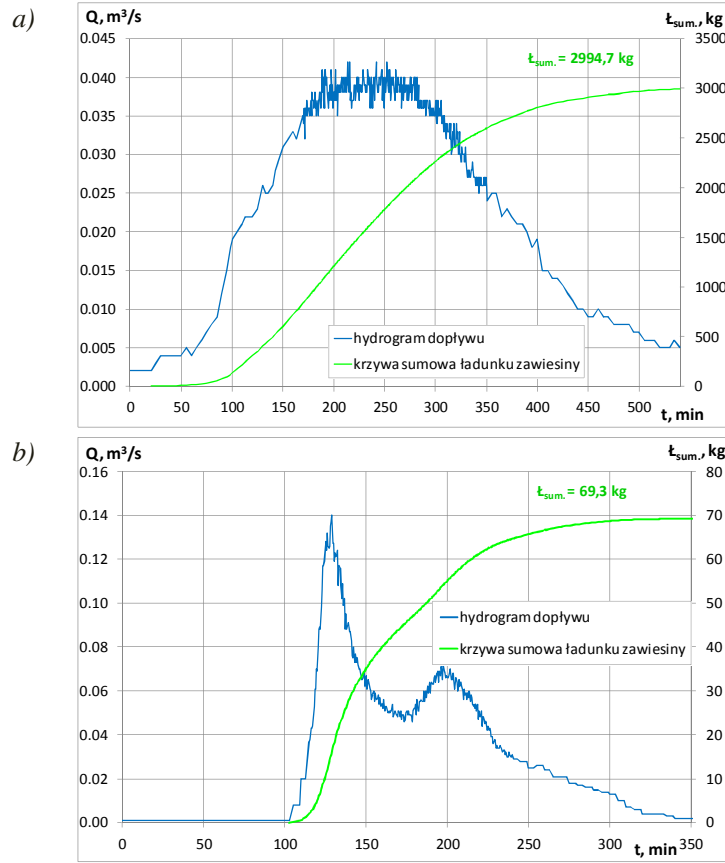 a)
Q, m³/s
Ł_sum., kg
0.045
0.040
0.035
0.030
0.025
0.020
0.015
0.010
0.005
0.000
3500
3000
2500
2000
1500
1000
500
0
Ł_sum. = 2994,7 kg
hydrogram dopływu
krzywa sumowa ładunku zawiesiny
0 50 100 150 200 250 300 350 400 450 500
t, min
b)
Q, m³/s
Ł_sum., kg
0.16
0.14
0.12
0.10
0.08
0.06
0.04
0.02
0.00
80
70
60
50
40
30
20
10
0
Ł_sum. = 69,3 kg
hydrogram dopływu
krzywa sumowa ładunku zawiesiny
0 50 100 150 200 250 300 350
t, min